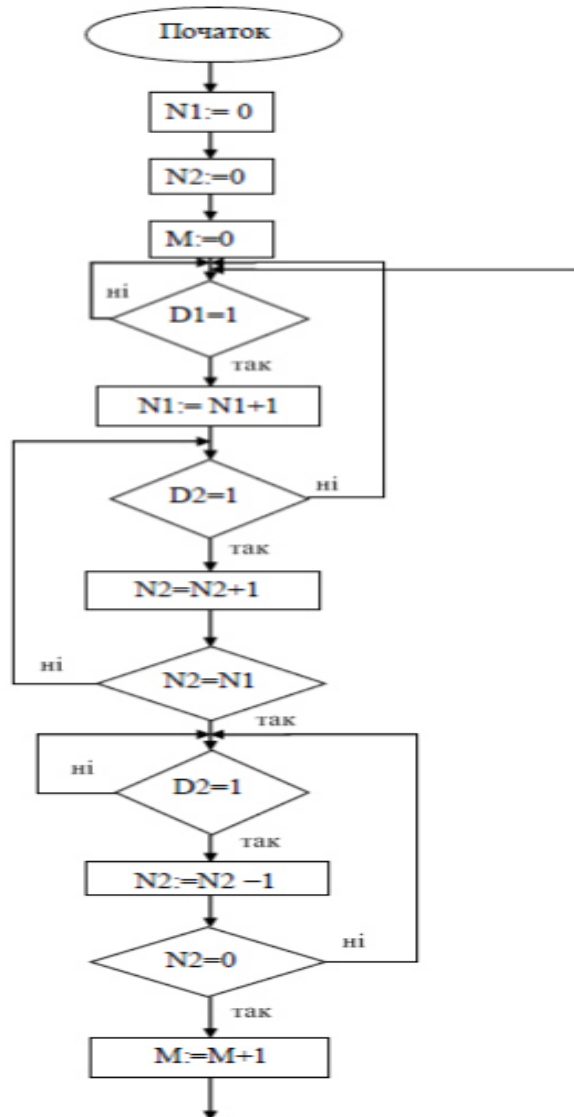 Початок
N1:= 0
N2:=0
M:=0
ні
D1=1
так
N1:= N1+1
D2=1
ні
так
N2=N2+1
ні
N2=N1
так
ні
D2=1
так
N2:=N2 −1
ні
N2=0
так
M:=M+1